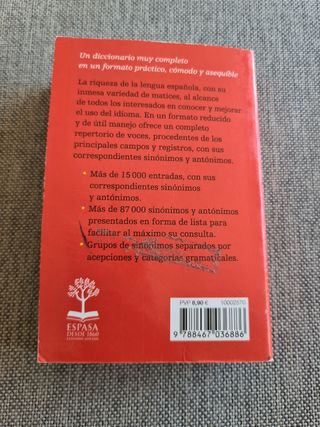 Un diccionario muy completo
en un formato práctico, cómodo y asequible
La riqueza de la lengua española, con su
inmensa variedad de matices, al alcance
de todos los interesados en conocer y mejorar
el uso del idioma. En un formato reducido
y de útil manejo ofrece un completo
repertorio de voces, procedentes de los
principales campos y registros, con sus
correspondientes sinónimos y antónimos.
• Más de 15 000 entradas, con sus
correspondientes sinónimos
y antónimos.
• Más de 87 000 sinónimos y antónimos
presentados en forma de lista para
facilitar al máximo su consulta.
• Grupos de sinónimos separados por
acepciones y categorías gramaticales.
ESPASA
DESDE 1860
PVP 8,90 € 10002570
9 788467 036886